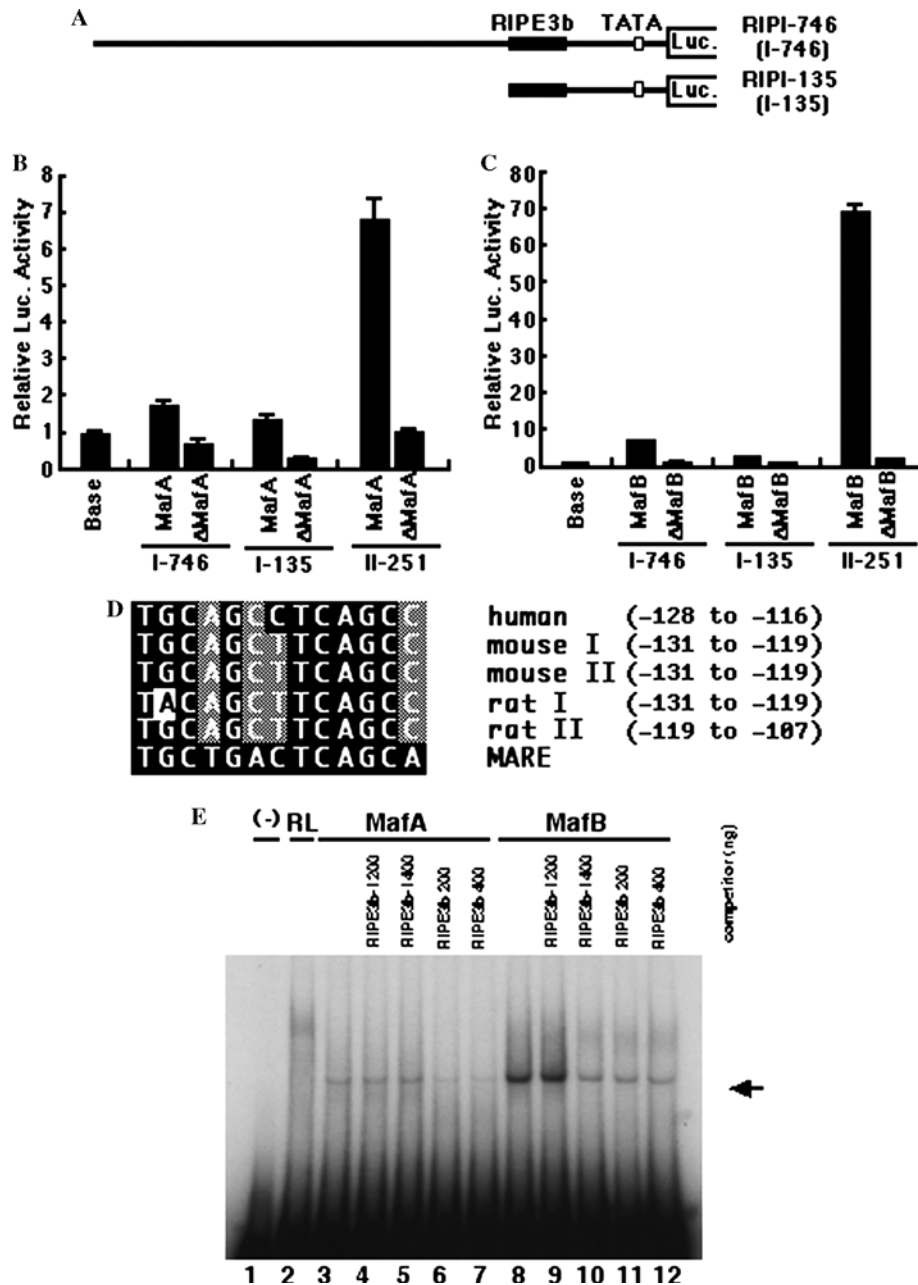 A
RIPE3b TATA
Luc.
RIPI-746
(I-746)
Luc.
RIPI-135
(I-135)
B
Relative Luc. Activity
8
7
6
5
4
3
2
1
0
Base
MafA
ΔMafA
MafA
ΔMafA
MafA
ΔMafA
I-746
I-135
II-251
C
Relative Luc. Activity
80
70
60
50
40
30
20
10
0
Base
MafB
ΔMafB
MafB
ΔMafB
MafB
ΔMafB
I-746
I-135
II-251
D
TGCAGCCTCAGCC human (-128 to -116)
TGCAGCTTCAGCC mouse I (-131 to -119)
TGCAGCTTCAGCC mouse II (-131 to -119)
TACAGCTTCAGCC rat I (-131 to -119)
TGCAGCTTCAGCC rat II (-119 to -107)
TGCTGACTCAGCA MARE
E
(-) RL MafA MafB
RIPE3b-1200
RIPE3b-1400
RIPE3b 200
RIPE3b 400
RIPE3b-1200
RIPE3b-1400
RIPE3b 200
RIPE3b 400
competitor (ng)
1 2 3 4 5 6 7 8 9 10 11 12